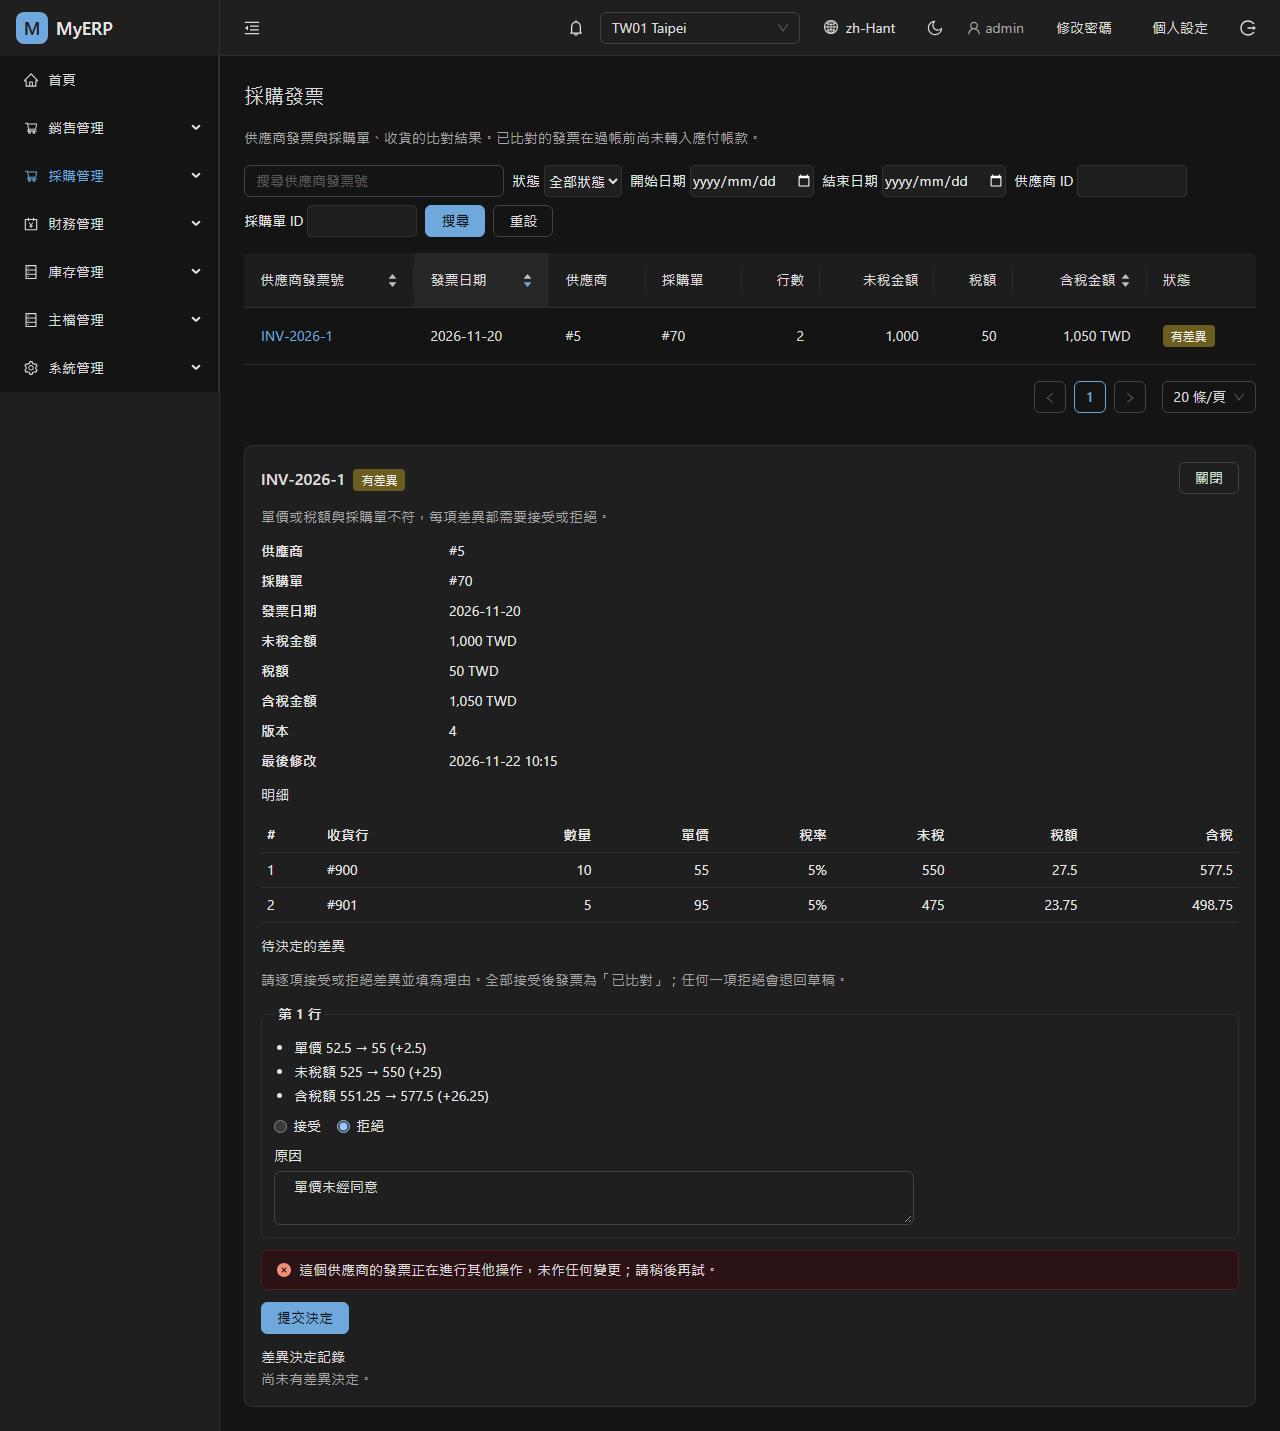 M MyERP
TW01 Taipei
zh-Hant
admin
修改密碼
個人設定
首頁
銷售管理
採購管理
財務管理
庫存管理
主檔管理
系統管理
採購發票
供應商發票與採購單、收貨的比對結果。已比對的發票在過帳前尚未轉入應付帳款。
搜尋供應商發票號 狀態 全部狀態 開始日期 yyyy/mm/dd 結束日期 yyyy/mm/dd 供應商 ID
採購單 ID 搜尋 重設
供應商發票號 發票日期 供應商 採購單 行數 未稅金額 稅額 含稅金額 狀態
INV-2026-1 2026-11-20 #5 #70 2 1,000 50 1,050 TWD 有差異
1 20 條/頁
INV-2026-1 有差異 關閉
單價或稅額與採購單不符，每項差異都需要接受或拒絕。
供應商 #5
採購單 #70
發票日期 2026-11-20
未稅金額 1,000 TWD
稅額 50 TWD
含稅金額 1,050 TWD
版本 4
最後修改 2026-11-22 10:15
明細
# 收貨行 數量 單價 稅率 未稅 稅額 含稅
1 #900 10 55 5% 550 27.5 577.5
2 #901 5 95 5% 475 23.75 498.75
待決定的差異
請逐項接受或拒絕差異並填寫理由。全部接受後發票為「已比對」；任何一項拒絕會退回草稿。
第 1 行
單價 52.5 → 55 (+2.5)
未稅額 525 → 550 (+25)
含稅額 551.25 → 577.5 (+26.25)
接受 拒絕
原因
單價未經同意
這個供應商的發票正在進行其他操作，未作任何變更；請稍後再試。
提交決定
差異決定記錄
尚未有差異決定。